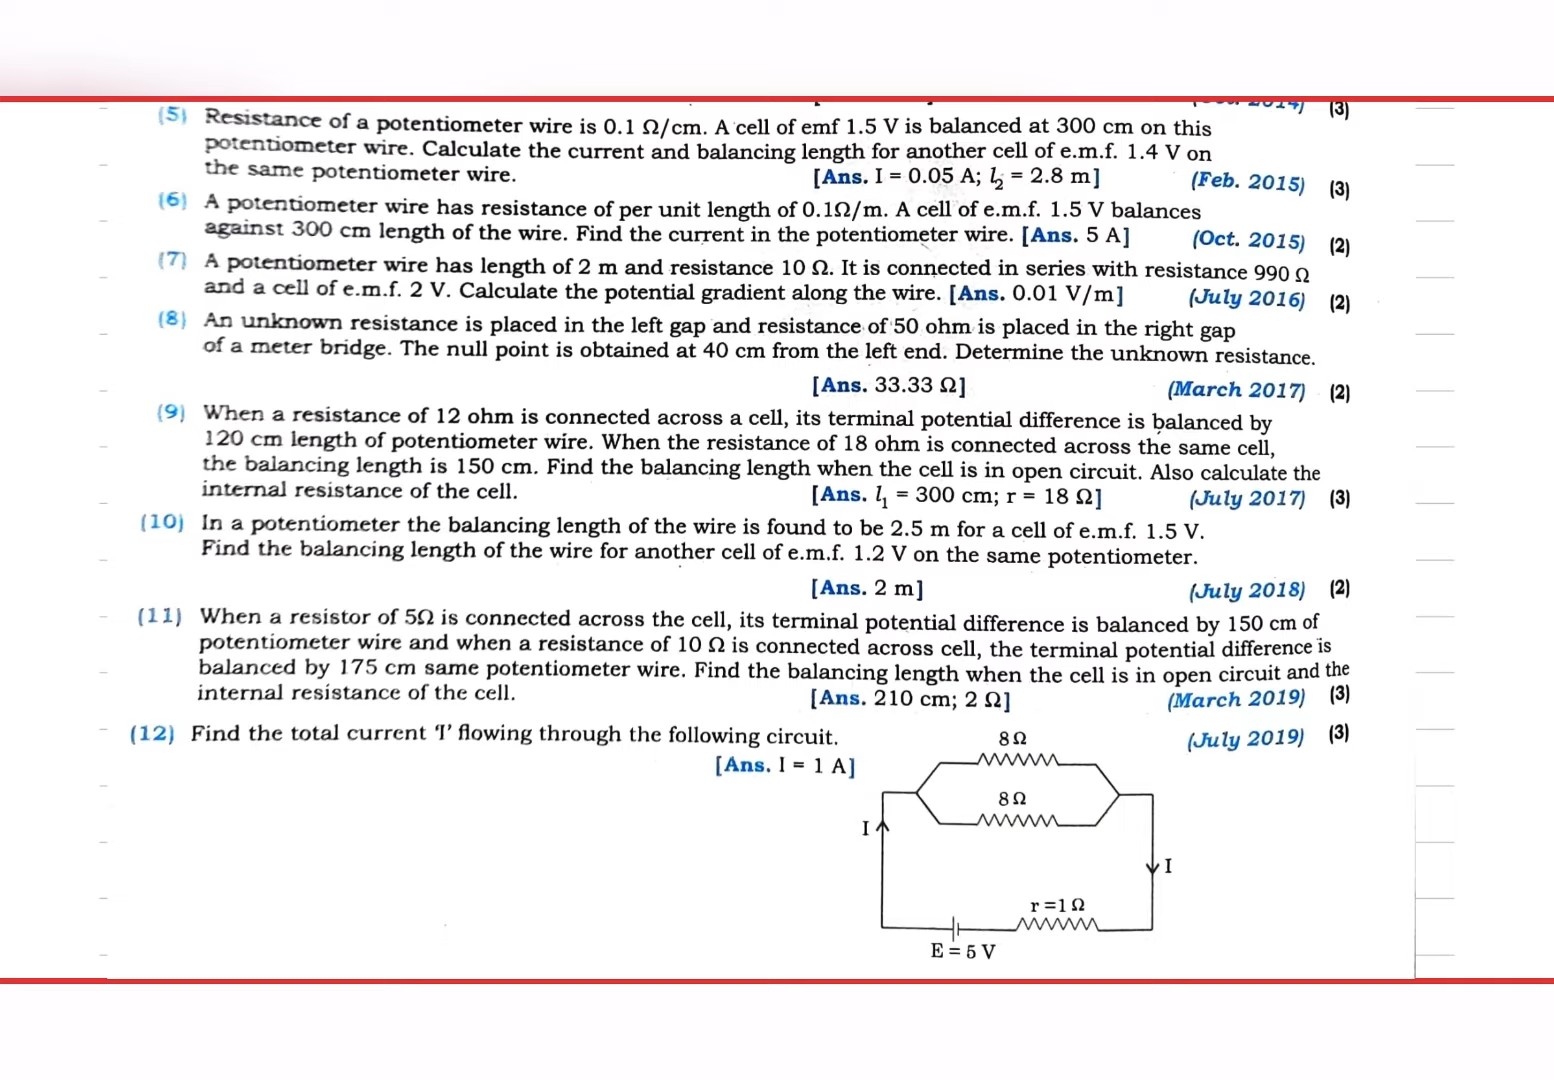 (3)
(5) Resistance of a potentiometer wire is 0.1 Ω/cm. A cell of emf 1.5 V is balanced at 300 cm on this
potentiometer wire. Calculate the current and balancing length for another cell of e.m.f. 1.4 V on
the same potentiometer wire. [Ans. I = 0.05 A; l₂ = 2.8 m] (Feb. 2015) (3)
(6) A potentiometer wire has resistance of per unit length of 0.1Ω/m. A cell of e.m.f. 1.5 V balances
against 300 cm length of the wire. Find the current in the potentiometer wire. [Ans. 5 A] (Oct. 2015) (2)
(7) A potentiometer wire has length of 2 m and resistance 10 Ω. It is connected in series with resistance 990 Ω
and a cell of e.m.f. 2 V. Calculate the potential gradient along the wire. [Ans. 0.01 V/m] (July 2016) (2)
(8) An unknown resistance is placed in the left gap and resistance of 50 ohm is placed in the right gap
of a meter bridge. The null point is obtained at 40 cm from the left end. Determine the unknown resistance.
[Ans. 33.33 Ω] (March 2017) (2)
(9) When a resistance of 12 ohm is connected across a cell, its terminal potential difference is balanced by
120 cm length of potentiometer wire. When the resistance of 18 ohm is connected across the same cell,
the balancing length is 150 cm. Find the balancing length when the cell is in open circuit. Also calculate the
internal resistance of the cell. [Ans. l₁ = 300 cm; r = 18 Ω] (July 2017) (3)
(10) In a potentiometer the balancing length of the wire is found to be 2.5 m for a cell of e.m.f. 1.5 V.
Find the balancing length of the wire for another cell of e.m.f. 1.2 V on the same potentiometer.
[Ans. 2 m] (July 2018) (2)
(11) When a resistor of 5Ω is connected across the cell, its terminal potential difference is balanced by 150 cm of
potentiometer wire and when a resistance of 10 Ω is connected across cell, the terminal potential difference is
balanced by 175 cm same potentiometer wire. Find the balancing length when the cell is in open circuit and the
internal resistance of the cell. [Ans. 210 cm; 2 Ω] (March 2019) (3)
(12) Find the total current 'I' flowing through the following circuit. (July 2019) (3)
[Ans. I = 1 A]
8 Ω
8 Ω
I
I
r =1 Ω
E = 5 V